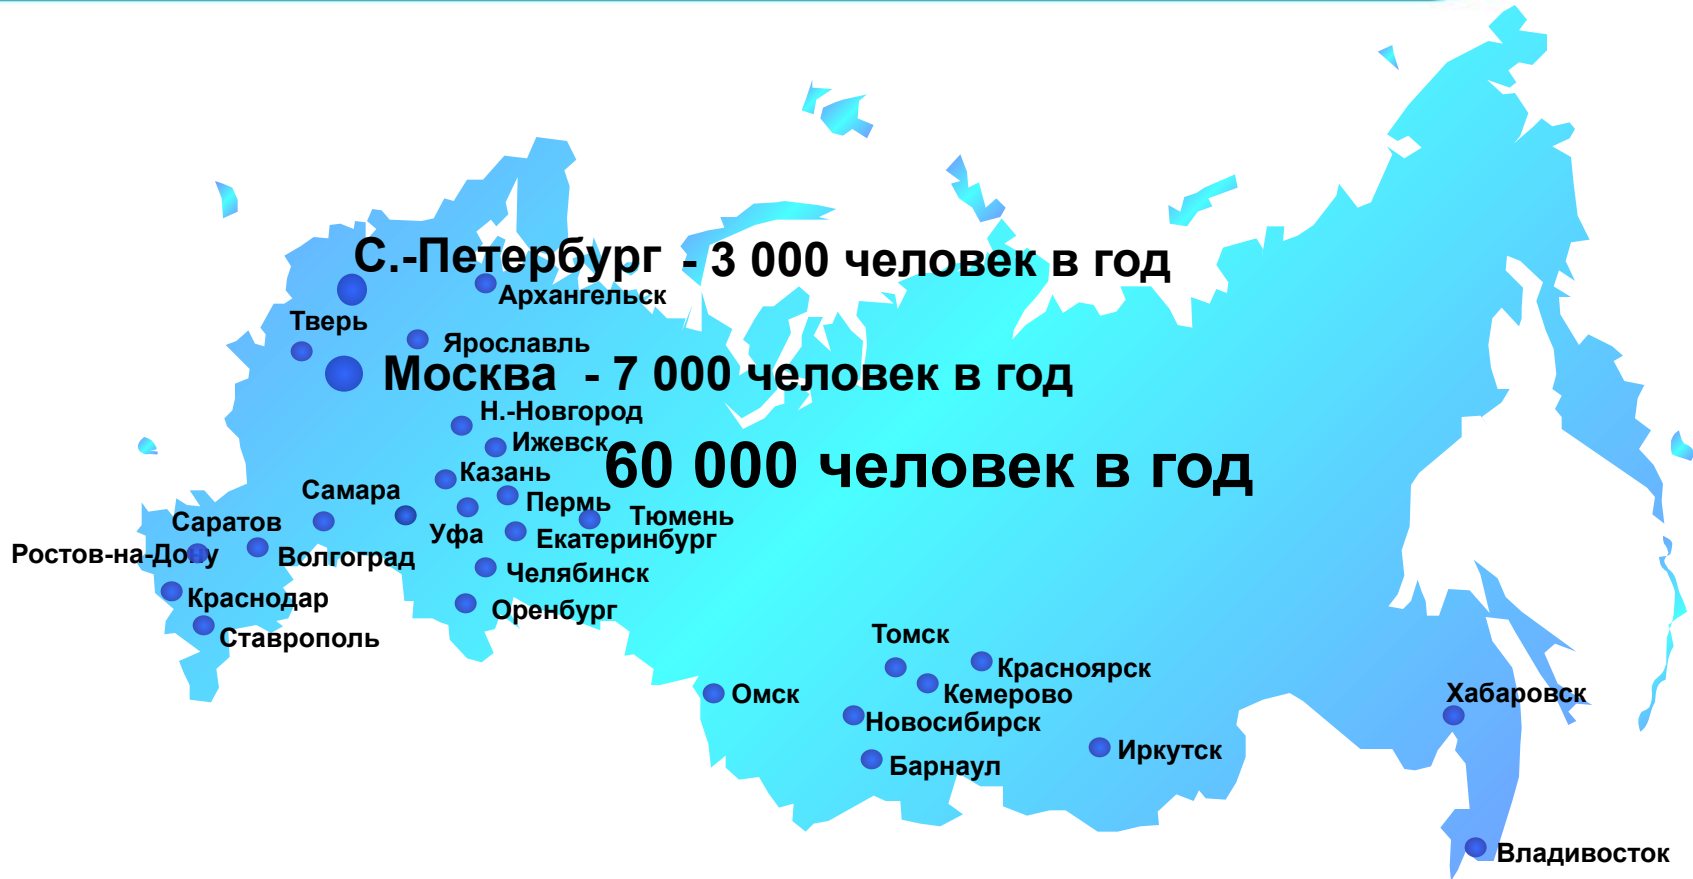 С.-Петербург - 3 000 человек в год
Архангельск
Тверь
Ярославль
Москва - 7 000 человек в год
Н.-Новгород
Ижевск
60 000 человек в год
Казань
Самара
Пермь
Тюмень
Саратов
Уфа
Екатеринбург
Ростов-на-Дону
Волгоград
Челябинск
Краснодар
Оренбург
Ставрополь
Томск
Красноярск
Омск
Кемерово
Хабаровск
Новосибирск
Иркутск
Барнаул
Владивосток